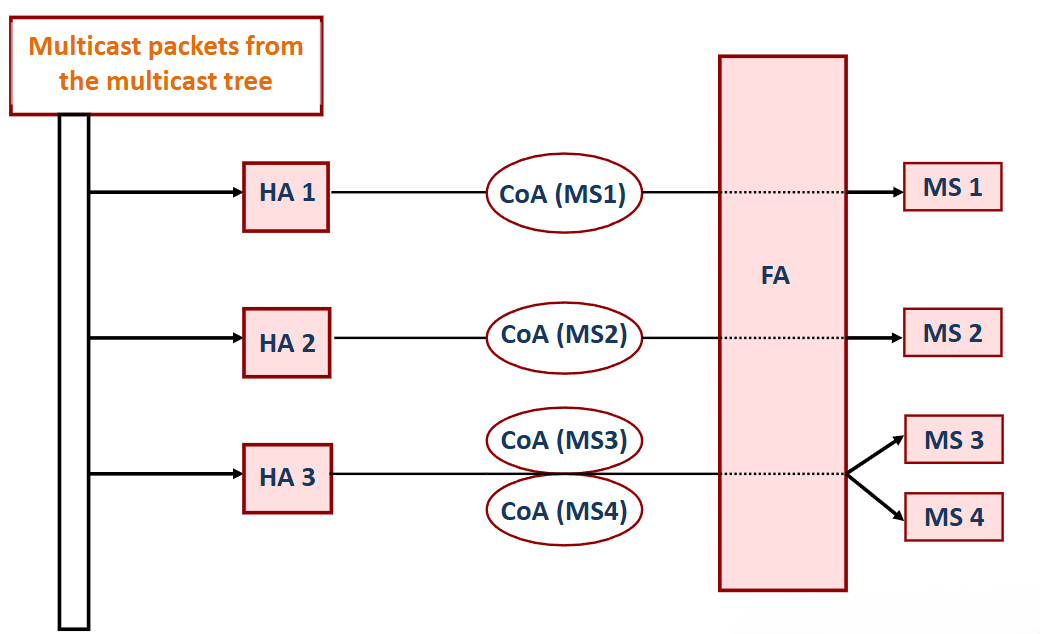 Multicast packets from
the multicast tree
HA 1
CoA (MS1)
MS 1
FA
HA 2
CoA (MS2)
MS 2
CoA (MS3)
MS 3
HA 3
CoA (MS4)
MS 4